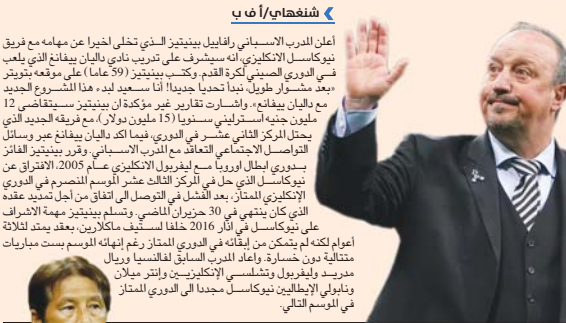 شنغهاي/أ ف ب
أعلن المدرب الاسباني رافاييل بينيتيز الذي تخلى اخيرا عن مهامه مع فريق
نيوكاسل الانكليزي، انه سيشرف على تدريب نادي داليان ييفانغ الذي يلعب
في الدوري الصيني لكرة القدم. وكتب بينيتيز (59 عاما) على موقعه بتويتر
«بعد مشوار طويل، نبدأ تحديا جديدا! أنا سعيد لبدء هذا المشروع الجديد
مع داليان ييفانغ». واشارت تقارير غير مؤكدة ان بينيتيز سيتقاضى 12
مليون جنيه استرليني سنويا (15 مليون دولار)، مع فريقه الجديد الذي
يحتل المركز الثاني عشر في الدوري، فيما اكد داليان ييفانغ عبر وسائل
التواصل الاجتماعي التعاقد مع المدرب الاسباني. وقرر بينيتيز الفائز
بدوري ابطال اوروبا مع ليفربول الانكليزي عام 2005، الافتراق عن
نيوكاسل الذي حل في المركز الثالث عشر الموسم المنصرم في الدوري
الإنكليزي الممتاز، بعد الفشل في التوصل الى اتفاق من أجل تمديد عقده
الذي كان ينتهي في 30 حزيران الماضي. وتسلم بينيتيز مهمة الاشراف
على نيوكاسل في آذار 2016 خلفا لستيف ماكلارين، بعقد يمتد لثلاثة
أعوام لكنه لم يتمكن من إبقائه في الدوري الممتاز رغم إنهائه الموسم بست مباريات
متتالية دون خسارة. واعاد المدرب السابق لفالنسيا وريال
مدريد وليفربول وتشلسي الإنكليزيين وإنتر ميلان
ونابولي الإيطاليين نيوكاسل مجددا الى الدوري الممتاز
في الموسم التالي.